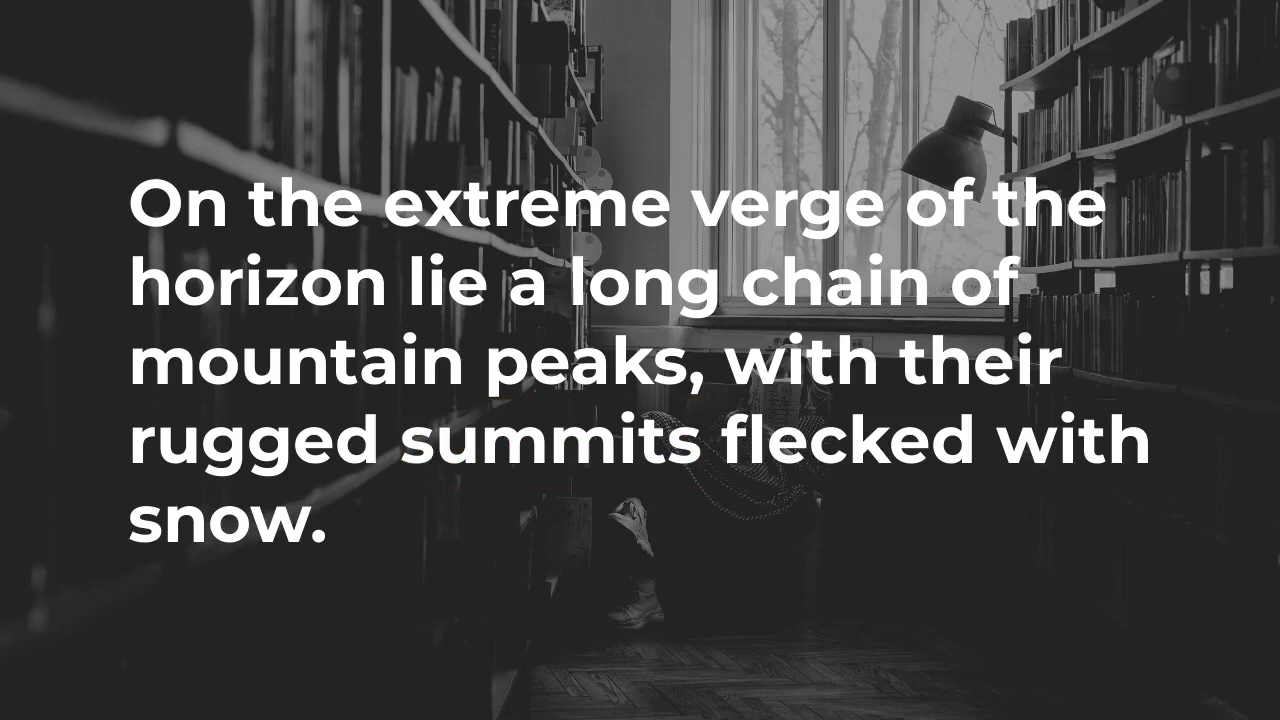 On the extreme verge of the
horizon lie a long chain of
mountain peaks, with their
rugged summits flecked with
snow.